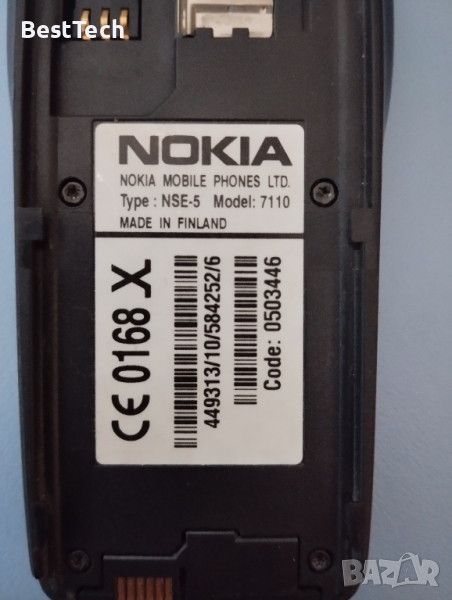 BestTech
NOKIA
NOKIA MOBILE PHONES LTD.
Type : NSE-5 Model: 7110
MADE IN FINLAND
CE 0168 X
449313/10/584252/6
Code: 0503446
BAZAR